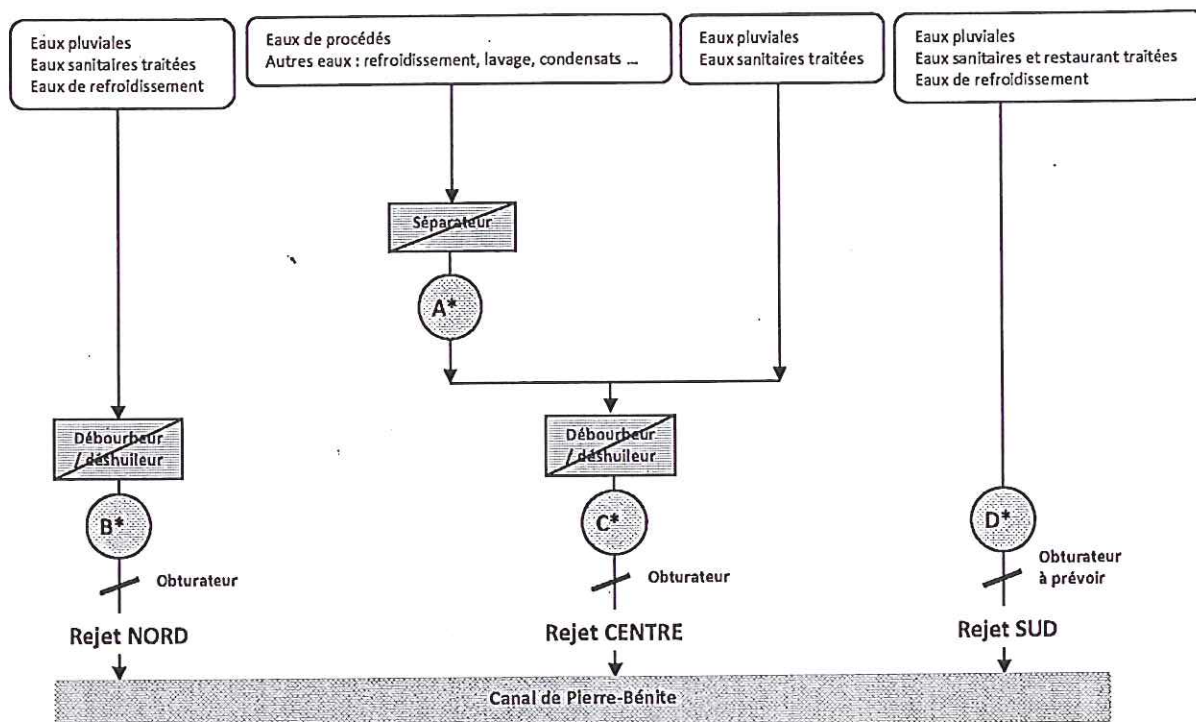 Eaux pluviales
Eaux sanitaires traitées
Eaux de refroidissement
Eaux de procédés
Autres eaux : refroidissement, lavage, condensats ...
Eaux pluviales
Eaux sanitaires traitées
Eaux pluviales
Eaux sanitaires et restaurant traitées
Eaux de refroidissement
Séparateur
A*
Débourbeur
/ déshuileur
Débourbeur
/ déshuileur
B*
C*
D*
Obturateur
Obturateur
Obturateur
à prévoir
Rejet NORD
Rejet CENTRE
Rejet SUD
Canal de Pierre-Bénite